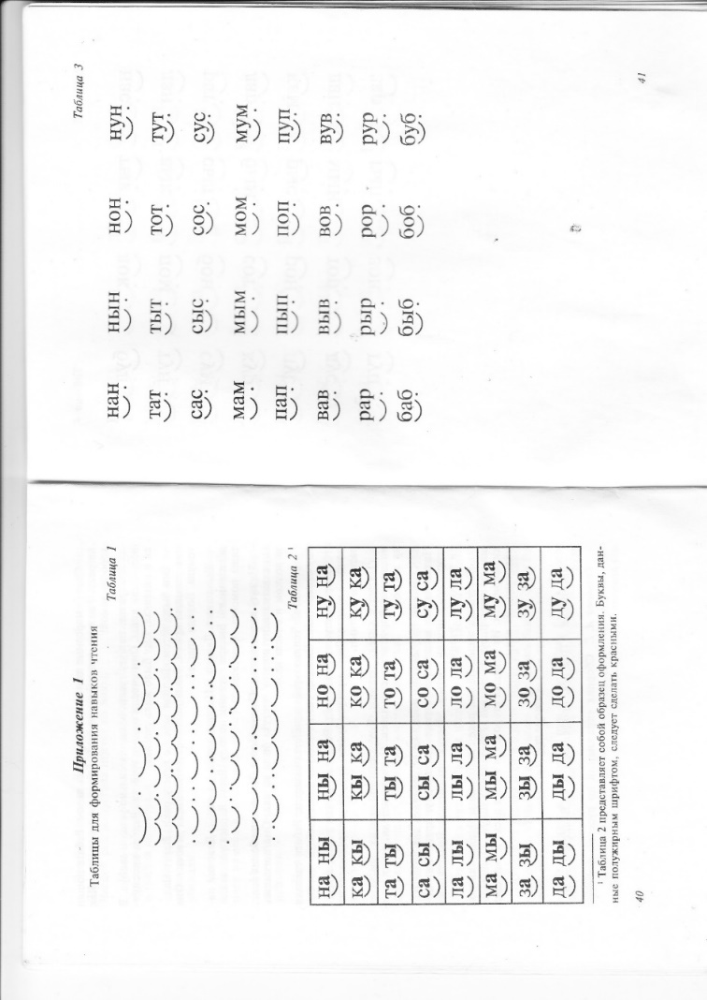 Приложение 1
Таблицы для формирования навыков чтения
Таблица 1
Таблица 2 ¹
на ны ны на но на ну на
ка кы кы ка ко ка ку ка
та ты ты та то та ту та
са сы сы са со са су са
ла лы лы ла ло ла лу ла
ма мы мы ма мо ма му ма
за зы зы за зо за зу за
да ды ды да до да ду да
¹ Таблица 2 представляет собой образец оформления. Буквы, дан-
ные полужирным шрифтом, следует сделать красными.
40
Таблица 3
нан. нын. нон. нун.
тат. тыт. тот. тут.
сас. сыс. сос. сус.
мам. мым. мом. мум.
пап. пып. поп. пуп.
вав. выв. вов. вув.
рар. рыр. рор. рур.
баб. быб. боб. буб.
41